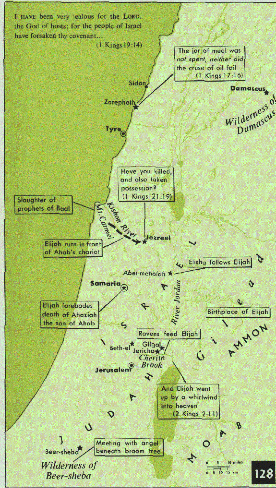 I HAVE been very jealous for the LORD,
the God of hosts; for the people of Israel
have forsaken thy covenant...
(1 Kings 19:14)
The jar of meal was
not spent, neither did
the cruse of oil fail
(1 Kings 17:16)
Sidon
Damascus
Zarephath
Wilderness of
Damascus
Tyre
Have you killed,
and also taken
possession?
(1 Kings 21:19)
Slaughter of
prophets of Baal
Kishon River
Mt. Carmel
Jezreel
Elijah runs in front
of Ahab's chariot
Elisha follows Elijah
Abel-meholah
ISRAEL
Samaria
River Jordan
Gilead
Elijah forebodes
death of Ahaziah
the son of Ahab
Birthplace of Elijah
AMMON
Ravens feed Elijah
Beth-el
Gilgal
Jericho
Cherith
Brook
Jerusalem
And Elijah went
up by a whirlwind
into heaven
(2 Kings 2:11)
JUDAH
MOAB
Meeting with angel
beneath broom tree
Beer-sheba
Wilderness of
Beer-sheba
128